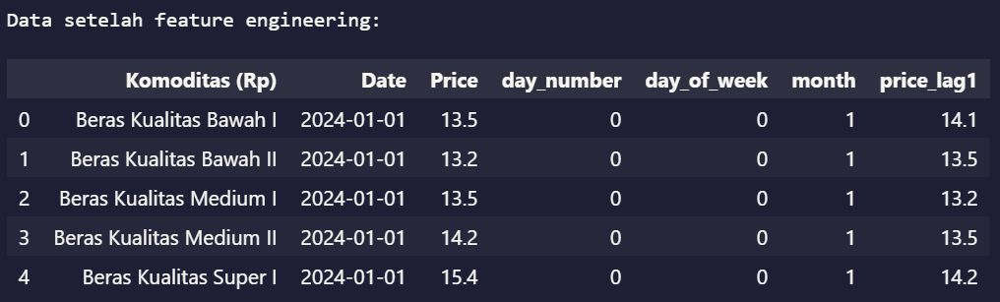 Data setelah feature engineering:
Komoditas (Rp) Date Price day_number day_of_week month price_lag1
0 Beras Kualitas Bawah I 2024-01-01 13.5 0 0 1 14.1
1 Beras Kualitas Bawah II 2024-01-01 13.2 0 0 1 13.5
2 Beras Kualitas Medium I 2024-01-01 13.5 0 0 1 13.2
3 Beras Kualitas Medium II 2024-01-01 14.2 0 0 1 13.5
4 Beras Kualitas Super I 2024-01-01 15.4 0 0 1 14.2